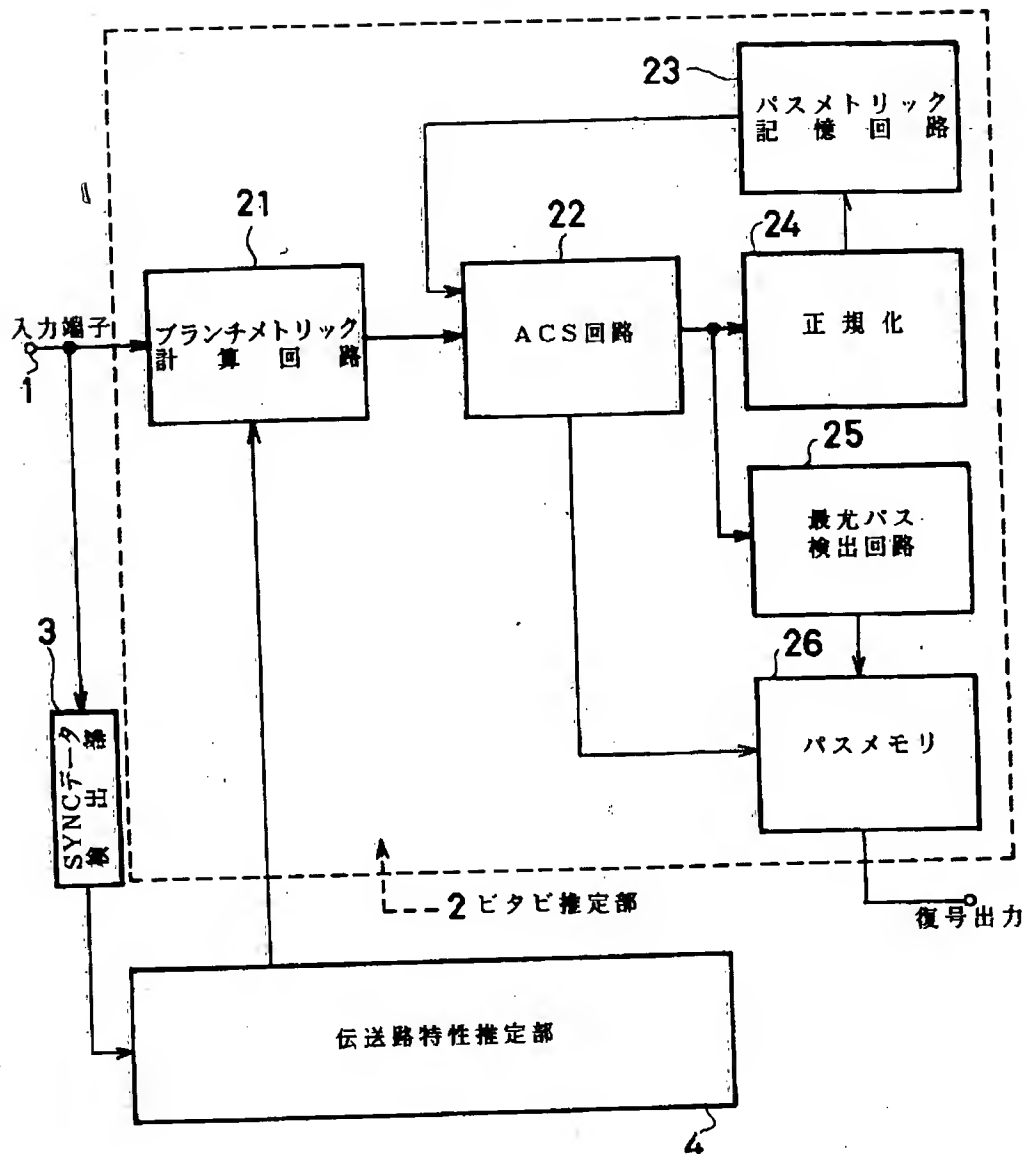 23
パスメトリック
記憶回路
21
22
24
入力端子
1
ブランチメトリック
計算回路
ACS回路
正規化
25
最尤パス
検出回路
3
SYNCデータ
検出器
26
パスメモリ
2 ビタビ推定部
復号出力
伝送路特性推定部
4